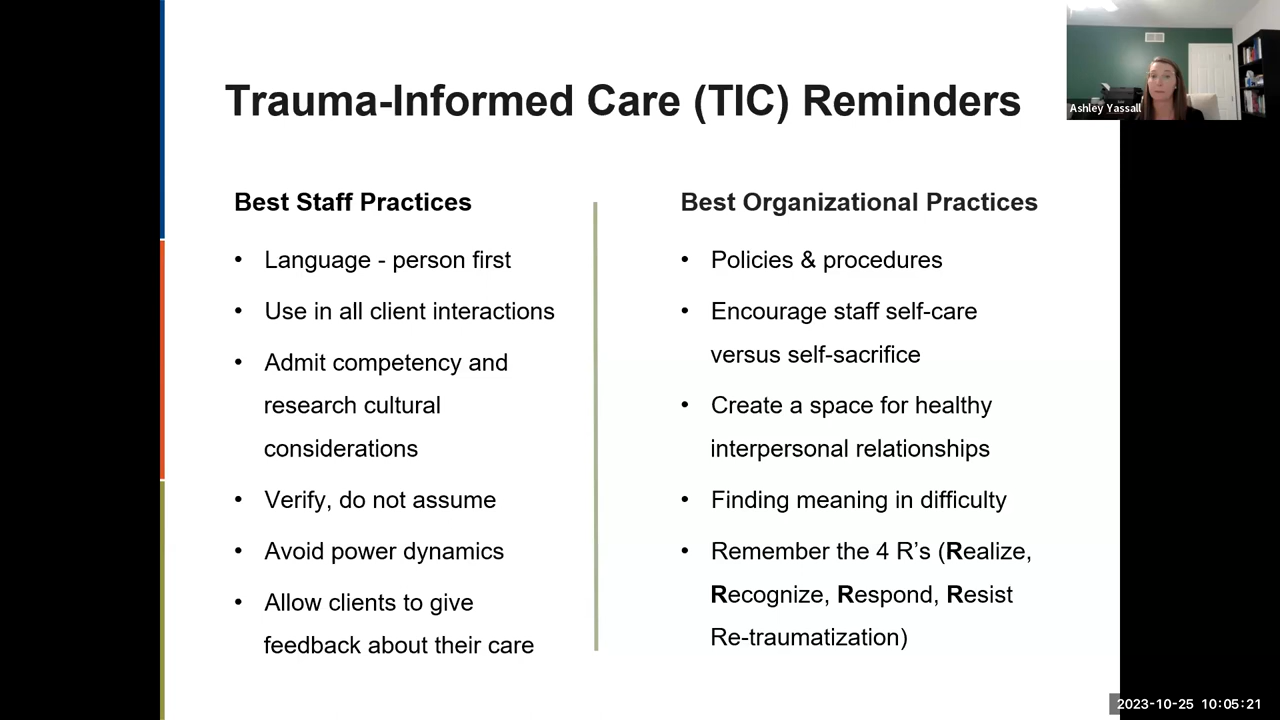 Trauma-Informed Care (TIC) Reminders
Ashley Yassall
Best Staff Practices
• Language - person first
• Use in all client interactions
• Admit competency and
research cultural
considerations
• Verify, do not assume
• Avoid power dynamics
• Allow clients to give
feedback about their care
Best Organizational Practices
• Policies & procedures
• Encourage staff self-care
versus self-sacrifice
• Create a space for healthy
interpersonal relationships
• Finding meaning in difficulty
• Remember the 4 R’s (Realize,
Recognize, Respond, Resist
Re-traumatization)
2023-10-25 10:05:21